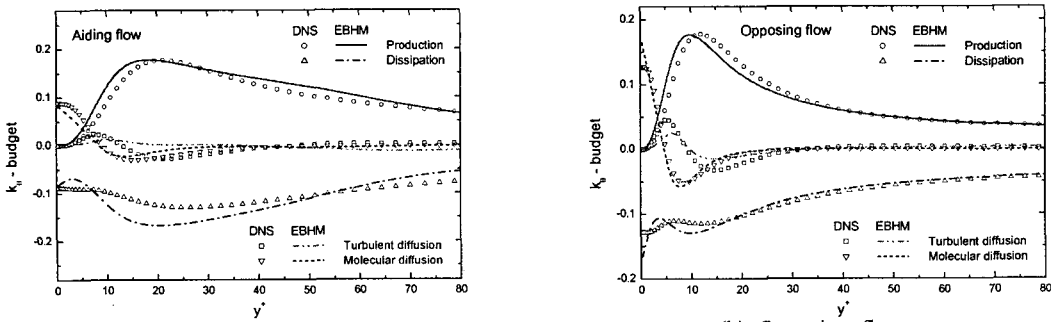 Aiding flow
DNS EBHM
Production
Dissipation
DNS EBHM
Turbulent diffusion
Molecular diffusion
kθ - budget
0.2
0.1
0.0
-0.1
-0.2
0 10 20 30 40 50 60 70 80
y+
Opposing flow
DNS EBHM
Production
Dissipation
DNS EBHM
Turbulent diffusion
Molecular diffusion
kθ - budget
0.2
0.1
0.0
-0.1
-0.2
0 10 20 30 40 50 60 70 80
y+